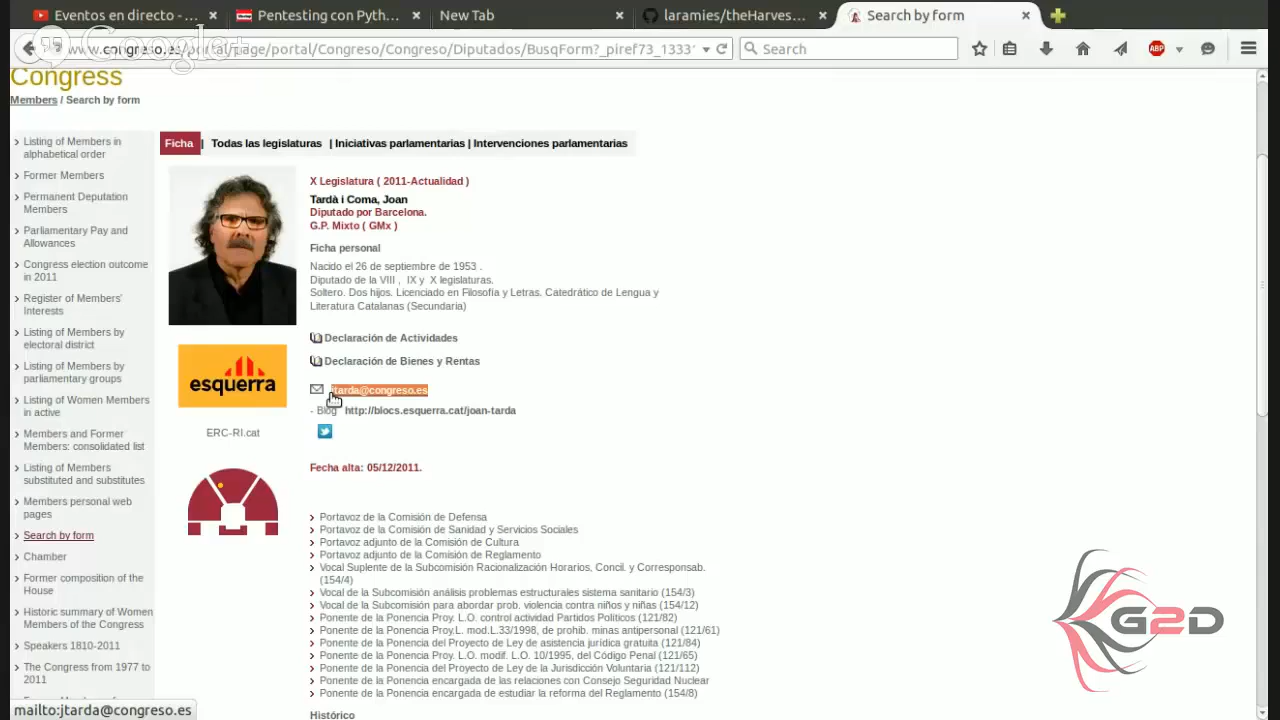 Eventos en directo - ...
Pentesting con Pyth...
New Tab
laramies/theHarves...
Search by form
Google+
www.congreso.es/portal/page/portal/Congreso/Congreso/Diputados/BusqForm?_piref73_1333
Search
ABP
Congress
Members / Search by form
Listing of Members in
alphabetical order
Former Members
Permanent Deputation
Members
Parliamentary Pay and
Allowances
Congress election outcome
in 2011
Register of Members'
Interests
Listing of Members by
electoral district
Listing of Members by
parliamentary groups
Listing of Women Members
in active
Members and Former
Members: consolidated list
Listing of Members
substituted and substitutes
Members personal web
pages
Search by form
Chamber
Former composition of the
House
Historic summary of Women
Members of the Congress
Speakers 1810-2011
The Congress from 1977 to
2011
Ficha | Todas las legislaturas | Iniciativas parlamentarias | Intervenciones parlamentarias
X Legislatura ( 2011-Actualidad )
Tardà i Coma, Joan
Diputado por Barcelona.
G.P. Mixto ( GMx )
Ficha personal
Nacido el 26 de septiembre de 1953 .
Diputado de la VIII , IX y X legislaturas.
Soltero. Dos hijos. Licenciado en Filosofía y Letras. Catedrático de Lengua y
Literatura Catalanas (Secundaria)
Declaración de Actividades
Declaración de Bienes y Rentas
jtarda@congreso.es
- Blog http://blocs.esquerra.cat/joan-tarda
esquerra
ERC-RI.cat
Fecha alta: 05/12/2011.
Portavoz de la Comisión de Defensa
Portavoz de la Comisión de Sanidad y Servicios Sociales
Portavoz adjunto de la Comisión de Cultura
Portavoz adjunto de la Comisión de Reglamento
Vocal Suplente de la Subcomisión Racionalización Horarios, Concil. y Corresponsab.
(154/4)
Vocal de la Subcomisión análisis problemas estructurales sistema sanitario (154/3)
Vocal de la Subcomisión para abordar prob. violencia contra niños y niñas (154/12)
Ponente de la Ponencia Proy. L.O. control actividad Partidos Políticos (121/82)
Ponente de la Ponencia Proy.L. mod.L.33/1998, de prohib. minas antipersonal (121/61)
Ponente de la Ponencia del Proyecto de Ley de asistencia jurídica gratuita (121/84)
Ponente de la Ponencia Proy. L.O. modif. L.O. 10/1995, del Código Penal (121/65)
Ponente de la Ponencia del Proyecto de Ley de la Jurisdicción Voluntaria (121/112)
Ponente de la Ponencia encargada de las relaciones con Consejo Seguridad Nuclear
Ponente de la Ponencia encargada de estudiar la reforma del Reglamento (154/8)
Histórico
G2D
mailto:jtarda@congreso.es